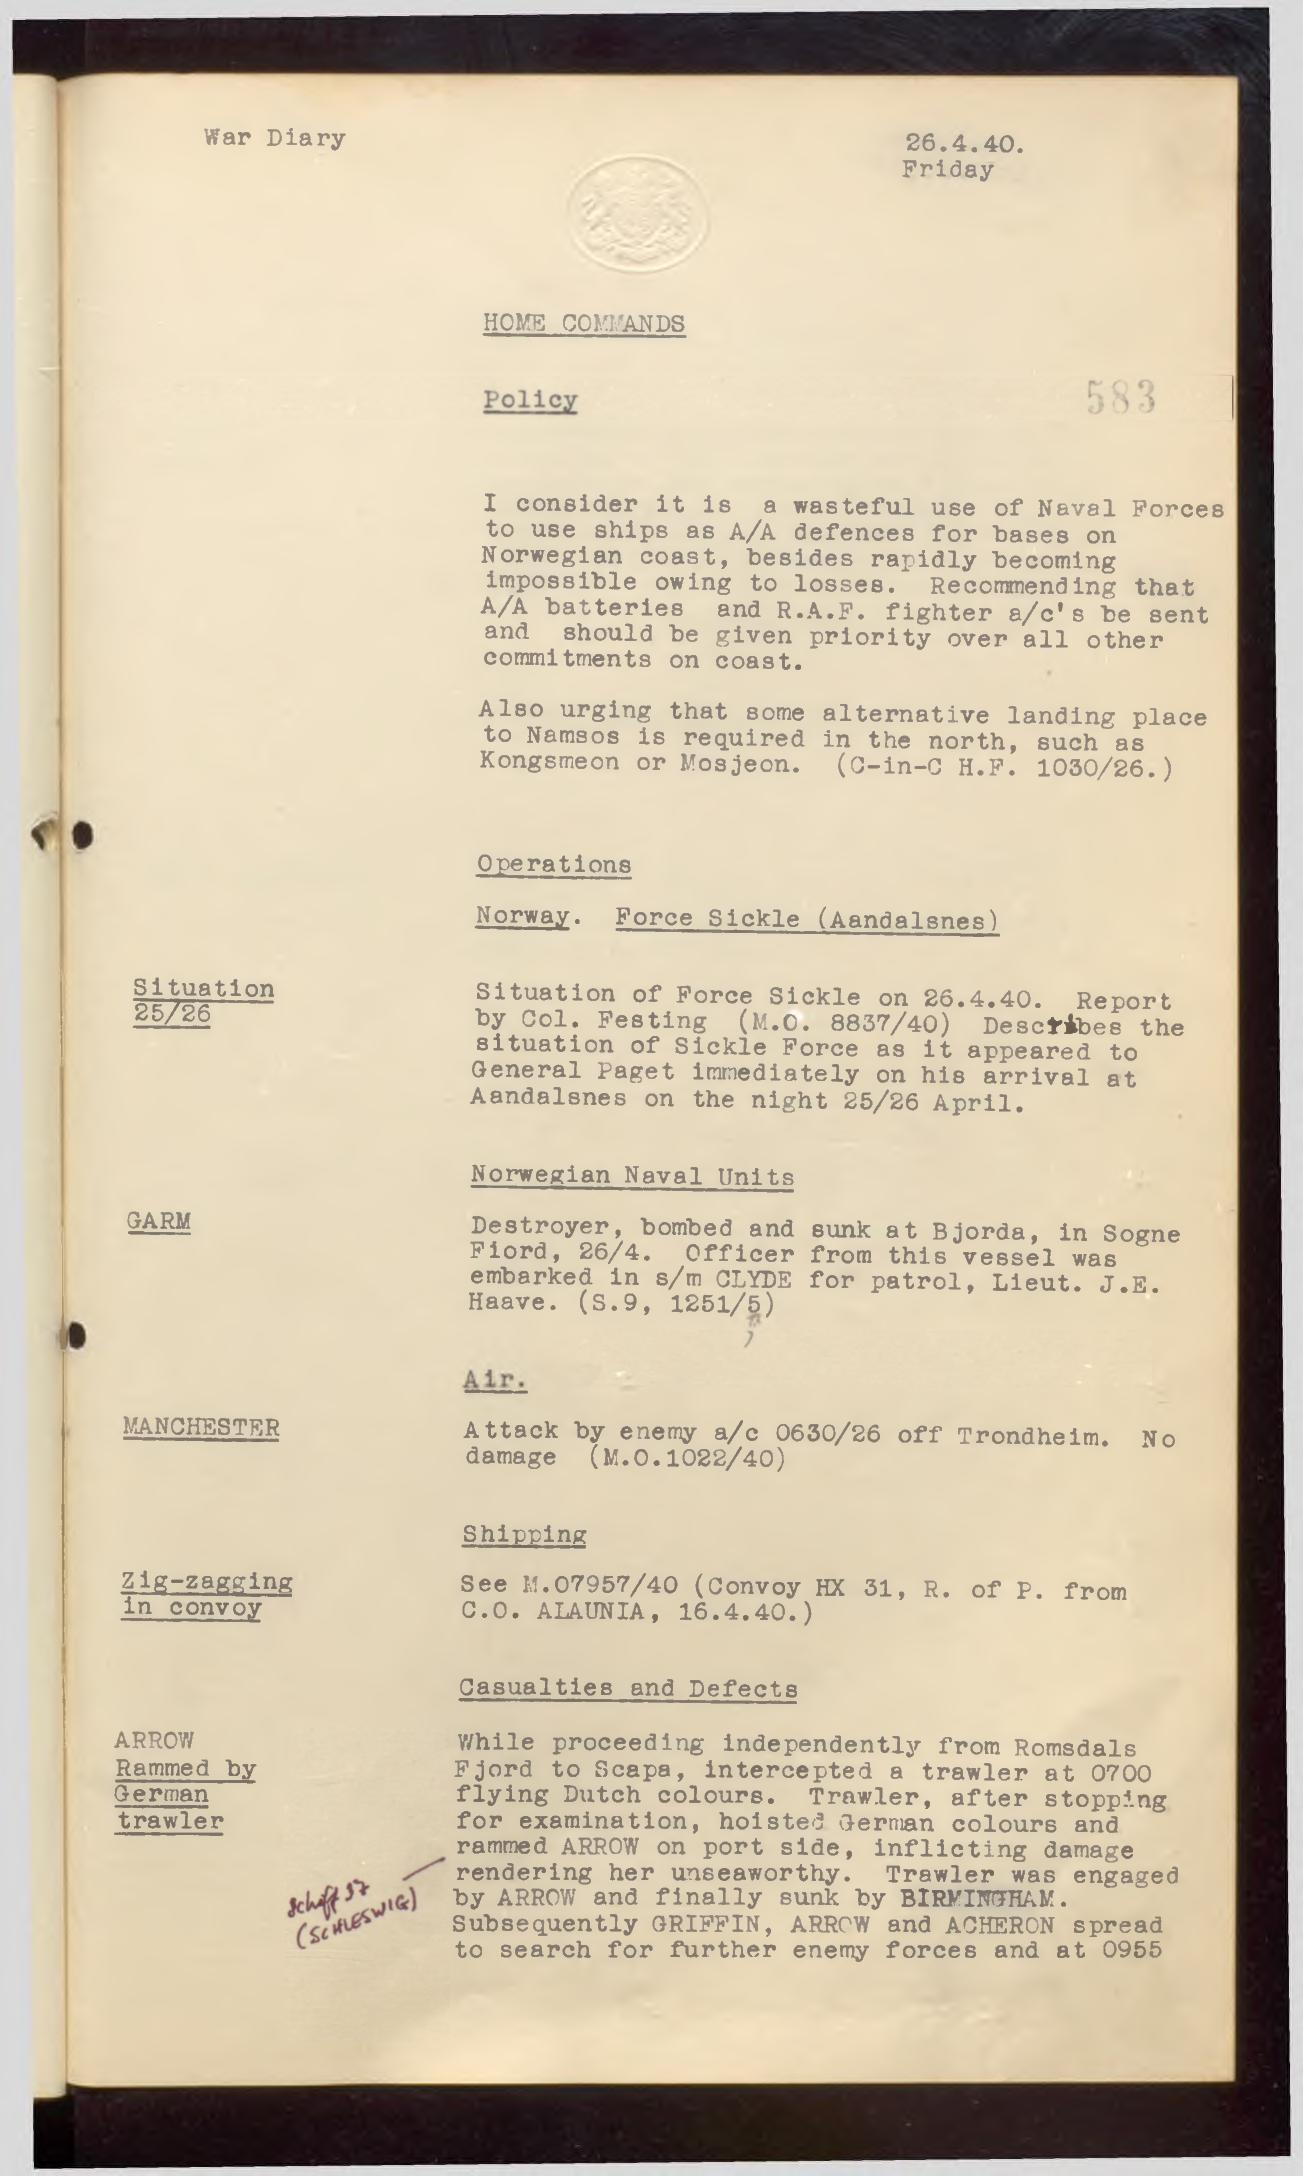 War Diary
26.4.40.
Friday
HOME COMMANDS
Policy
583
I consider it is a wasteful use of Naval Forces
to use ships as A/A defences for bases on
Norwegian coast, besides rapidly becoming
impossible owing to losses. Recommending that
A/A batteries and R.A.F. fighter a/c's be sent
and should be given priority over all other
commitments on coast.
Also urging that some alternative landing place
to Namsos is required in the north, such as
Kongsmeon or Mosjeon. (C-in-C H.F. 1030/26.)
Operations
Norway. Force Sickle (Aandalsnes)
Situation
25/26
Situation of Force Sickle on 26.4.40. Report
by Col. Festing (M.O. 8837/40) Describes the
situation of Sickle Force as it appeared to
General Paget immediately on his arrival at
Aandalsnes on the night 25/26 April.
Norwegian Naval Units
GARM
Destroyer, bombed and sunk at Bjorda, in Sogne
Fiord, 26/4. Officer from this vessel was
embarked in s/m CLYDE for patrol, Lieut. J.E.
Haave. (S.9, 1251/5)
Air.
MANCHESTER
Attack by enemy a/c 0630/26 off Trondheim. No
damage (M.O.1022/40)
Shipping
Zig-zagging
in convoy
See M.07957/40 (Convoy HX 31, R. of P. from
C.O. ALAUNIA, 16.4.40.)
Casualties and Defects
ARROW
Rammed by
German
trawler
While proceeding independently from Romsdals
Fjord to Scapa, intercepted a trawler at 0700
flying Dutch colours. Trawler, after stopping
for examination, hoisted German colours and
rammed ARROW on port side, inflicting damage
rendering her unseaworthy. Trawler was engaged
by ARROW and finally sunk by BIRMINGHAM.
Subsequently GRIFFIN, ARROW and ACHERON spread
to search for further enemy forces and at 0955
Schiff 37
(SCHLESWIG)